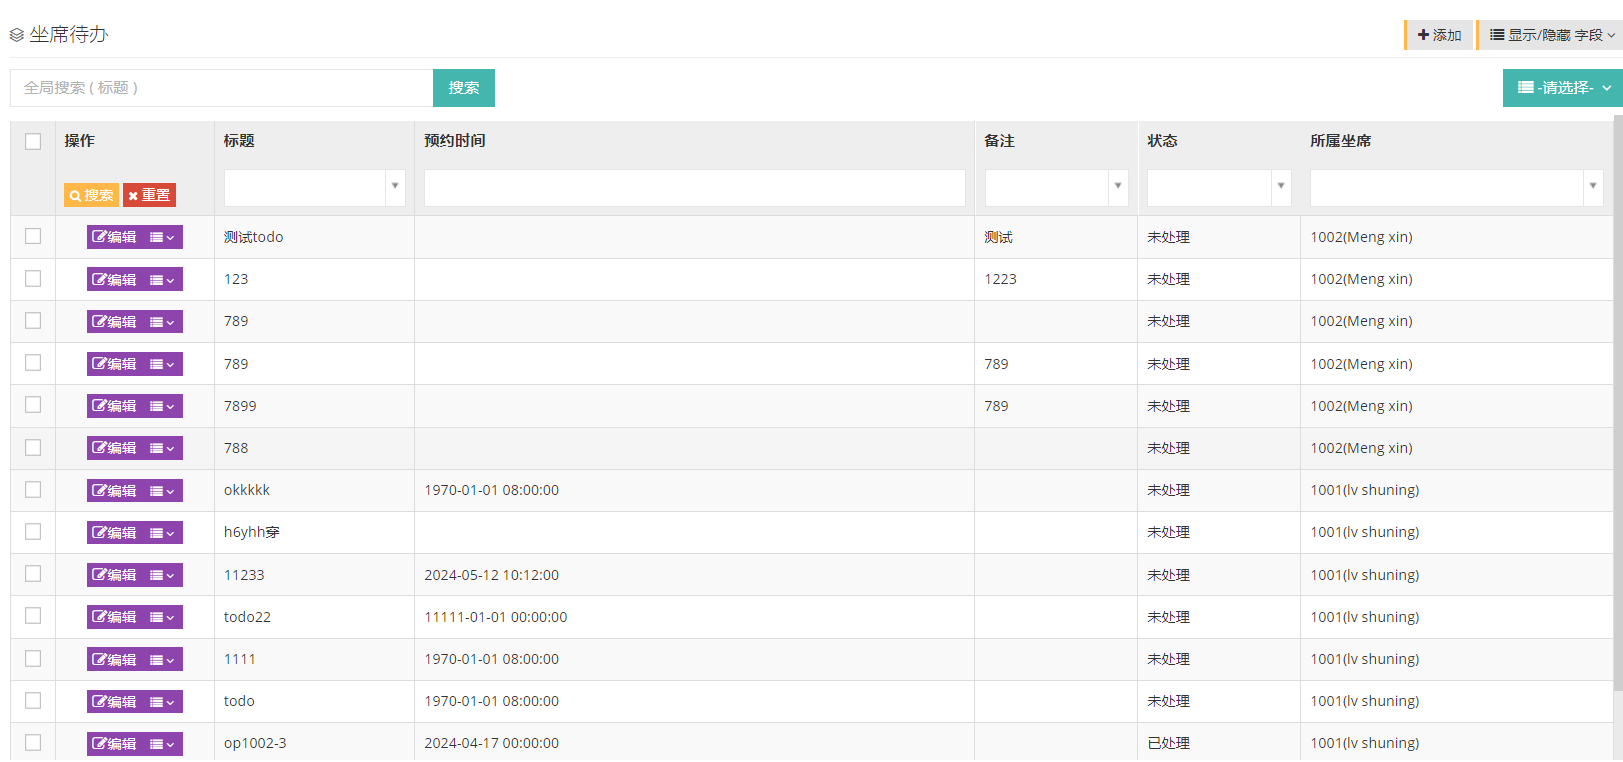 坐席待办
添加 显示/隐藏 字段
全局搜索 ( 标题 ) 搜索 -请选择-
操作 标题 预约时间 备注 状态 所属坐席
搜索 重置
编辑 测试todo 测试 未处理 1002(Meng xin)
编辑 123 1223 未处理 1002(Meng xin)
编辑 789 未处理 1002(Meng xin)
编辑 789 789 未处理 1002(Meng xin)
编辑 7899 789 未处理 1002(Meng xin)
编辑 788 未处理 1002(Meng xin)
编辑 okkkkk 1970-01-01 08:00:00 未处理 1001(lv shuning)
编辑 h6yhh穿 未处理 1001(lv shuning)
编辑 11233 2024-05-12 10:12:00 未处理 1001(lv shuning)
编辑 todo22 11111-01-01 00:00:00 未处理 1001(lv shuning)
编辑 1111 1970-01-01 08:00:00 未处理 1001(lv shuning)
编辑 todo 1970-01-01 08:00:00 未处理 1001(lv shuning)
编辑 op1002-3 2024-04-17 00:00:00 已处理 1001(lv shuning)